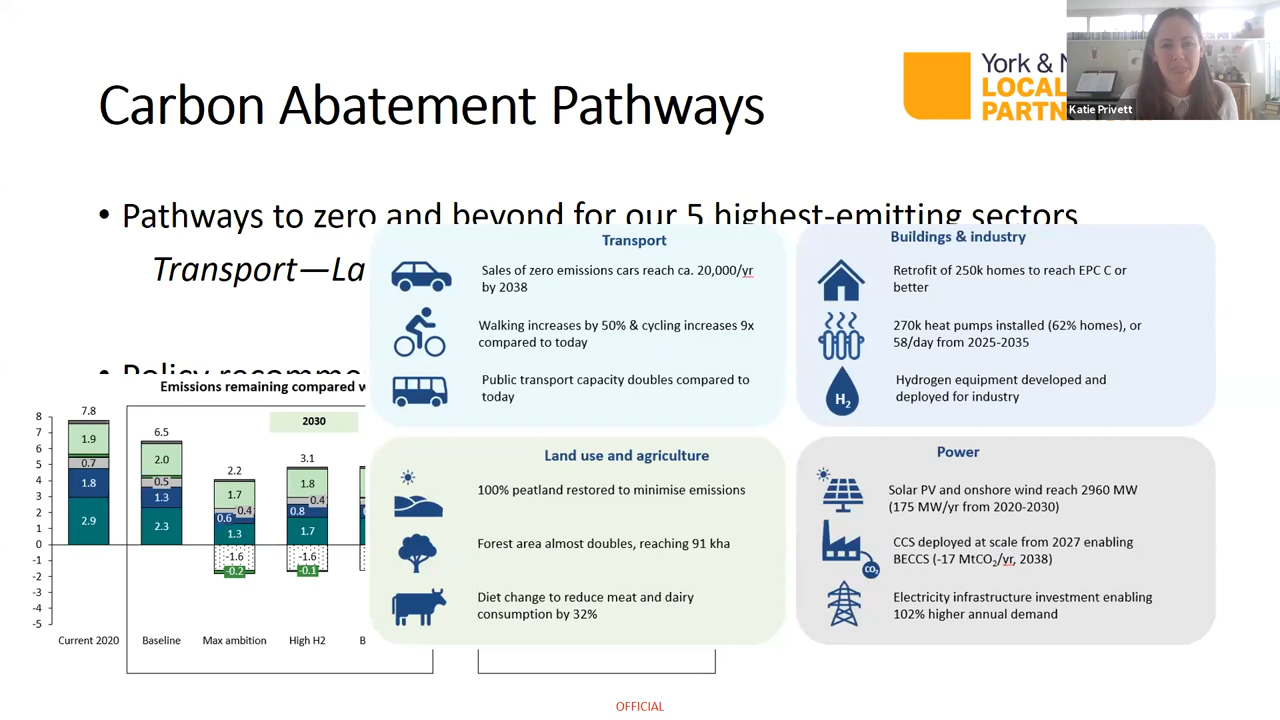 Carbon Abatement Pathways
York &
LOCAL
PARTN
Katie Privett
• Pathways to zero and beyond for our 5 highest-emitting sectors
Transport—La
• Policy recomme
Emissions remaining compared w
2030
8
7
6
5
4
3
2
1
0
-1
-2
-3
-4
-5
7.8
1.9
0.7
1.8
2.9
6.5
2.0
0.5
1.3
2.3
2.2
1.7
0.4
0.6
1.3
-1.6
-0.2
3.1
1.8
0.4
0.8
1.7
-1.6
-0.1
Current 2020
Baseline
Max ambition
High H2
B
Transport
Sales of zero emissions cars reach ca. 20,000/yr
by 2038
Walking increases by 50% & cycling increases 9x
compared to today
Public transport capacity doubles compared to
today
Buildings & industry
Retrofit of 250k homes to reach EPC C or
better
270k heat pumps installed (62% homes), or
58/day from 2025-2035
H₂
Hydrogen equipment developed and
deployed for industry
Land use and agriculture
100% peatland restored to minimise emissions
Forest area almost doubles, reaching 91 kha
Diet change to reduce meat and dairy
consumption by 32%
Power
Solar PV and onshore wind reach 2960 MW
(175 MW/yr from 2020-2030)
CO₂
CCS deployed at scale from 2027 enabling
BECCS (-17 MtCO₂/yr, 2038)
Electricity infrastructure investment enabling
102% higher annual demand
OFFICIAL